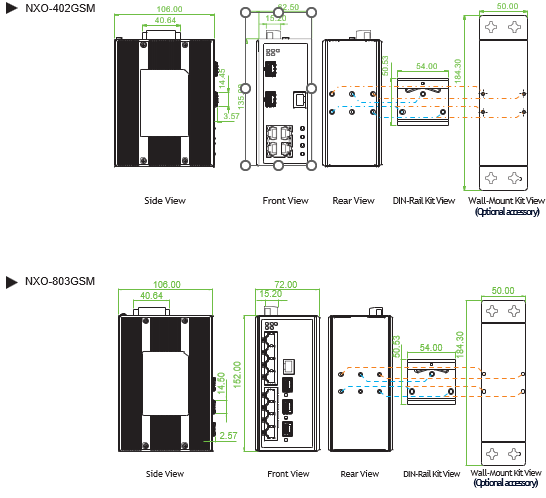 NXO-402GSM
106.00
62.50
50.00
40.64
15.20
54.00
50.53
184.30
14.45
3.57
Side View
Front View
Rear View
DIN-Rail Kit View
Wall-Mount Kit View
(Optional accessory)
NXO-803GSM
106.00
72.00
50.00
40.64
15.20
54.00
50.53
184.30
152.00
14.50
2.57
Side View
Front View
Rear View
DIN-Rail Kit View
Wall-Mount Kit View
(Optional accessory)